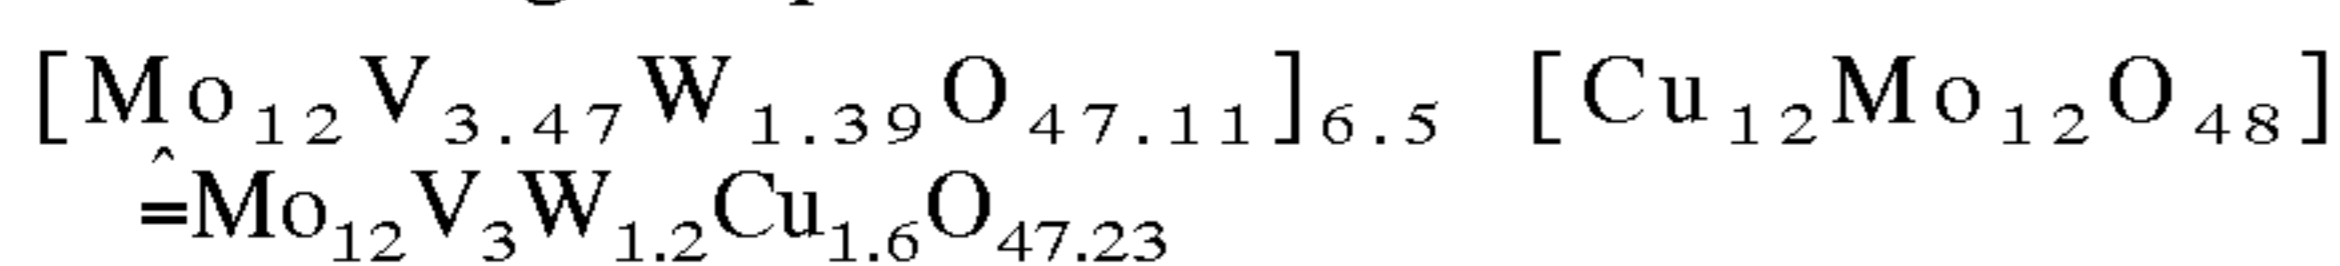 [Mo₁₂V₃.₄₇W₁.₃₉O₄₇.₁₁]₆.₅ [Cu₁₂Mo₁₂O₄₈]
≙Mo₁₂V₃W₁.₂Cu₁.₆O₄₇.₂₃